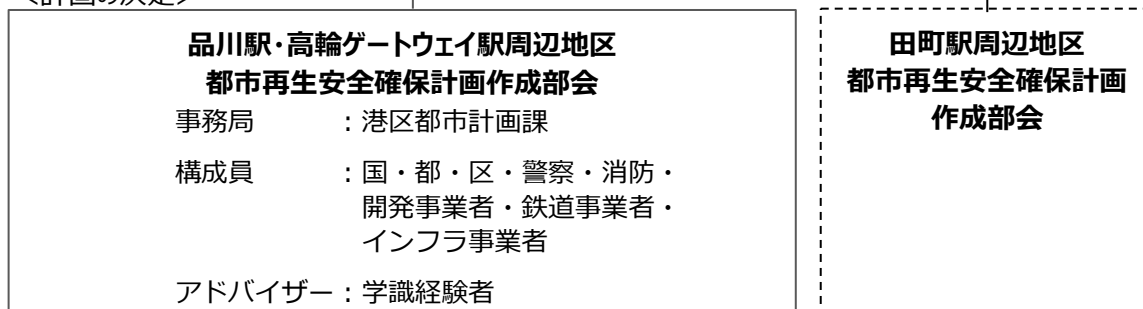 品川駅・高輪ゲートウェイ駅周辺地区
都市再生安全確保計画作成部会
事務局　：港区都市計画課
構成員　：国・都・区・警察・消防・
開発事業者・鉄道事業者・
インフラ事業者
アドバイザー：学識経験者
田町駅周辺地区
都市再生安全確保計画
作成部会